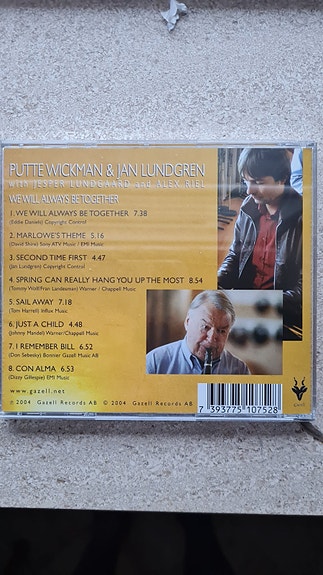 PUTTE WICKMAN & JAN LUNDGREN
with JESPER LUNDGAARD and ALEX RIEL
WE WILL ALWAYS BE TOGETHER
1. WE WILL ALWAYS BE TOGETHER 7.38
(Eddie Daniels) Copyright Control
2. MARLOWE'S THEME 5.16
(David Shire) Sony ATV Music / EMI Music
3. SECOND TIME FIRST 4.47
(Jan Lundgren) Copyright Control
4. SPRING CAN REALLY HANG YOU UP THE MOST 8.54
(Tommy Wolf/Fran Landesman) Warner / Chappell Music
5. SAIL AWAY 7.18
(Tom Harrell) Influx Music
6. JUST A CHILD 4.48
(Johnny Mandel) Warner/Chappell Music
7. I REMEMBER BILL 6.52
(Don Sebesky) Bonnier Gazell Music AB
8. CON ALMA 6.53
(Dizzy Gillespie) EMI Music
www.gazell.net
℗ 2004 Gazell Records AB © 2004 Gazell Records AB
7 393775 107528